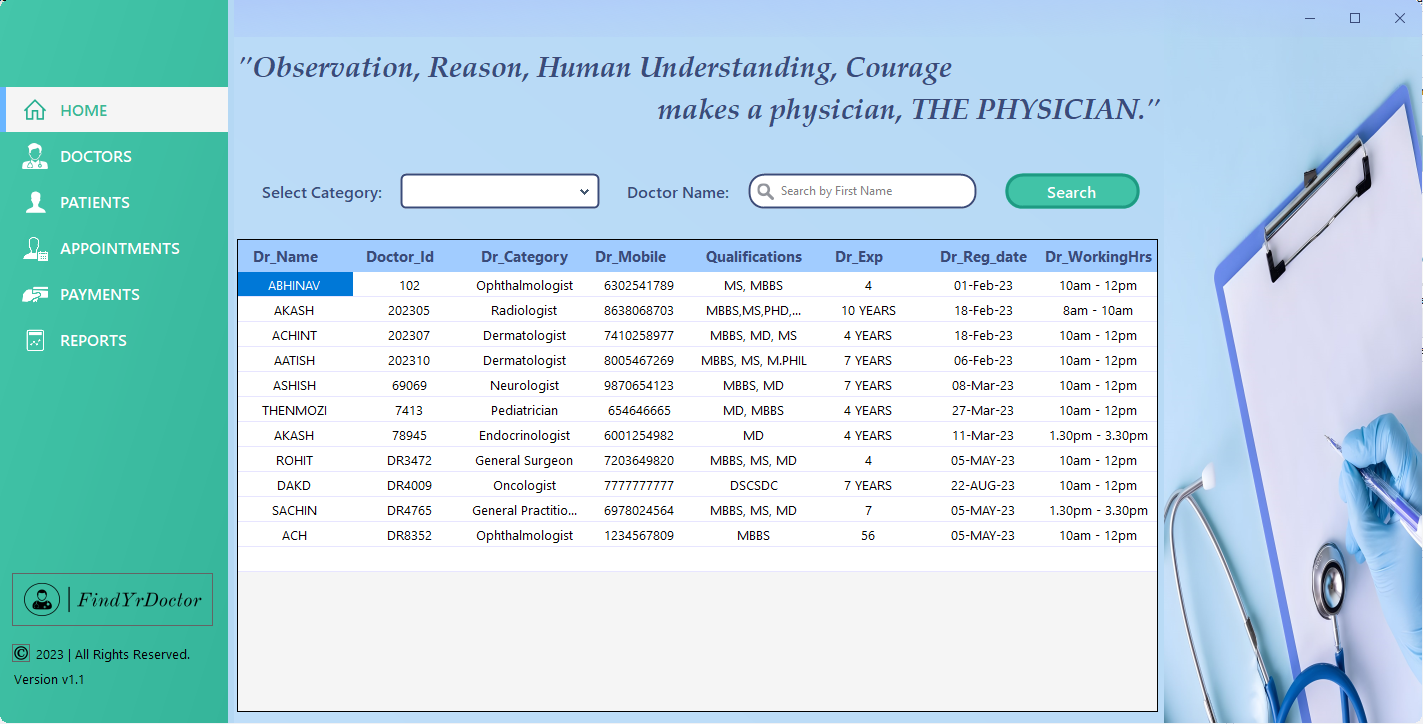 "Observation, Reason, Human Understanding, Courage
makes a physician, THE PHYSICIAN."
HOME
DOCTORS
PATIENTS
APPOINTMENTS
PAYMENTS
REPORTS
FindYrDoctor
© 2023 | All Rights Reserved.
Version v1.1
Select Category: Doctor Name: Search by First Name Search
Dr_Name Doctor_Id Dr_Category Dr_Mobile Qualifications Dr_Exp Dr_Reg_date Dr_WorkingHrs
ABHINAV 102 Ophthalmologist 6302541789 MS, MBBS 4 01-Feb-23 10am - 12pm
AKASH 202305 Radiologist 8638068703 MBBS,MS,PHD,... 10 YEARS 18-Feb-23 8am - 10am
ACHINT 202307 Dermatologist 7410258977 MBBS, MD, MS 4 YEARS 18-Feb-23 10am - 12pm
AATISH 202310 Dermatologist 8005467269 MBBS, MS, M.PHIL 7 YEARS 06-Feb-23 10am - 12pm
ASHISH 69069 Neurologist 9870654123 MBBS, MD 7 YEARS 08-Mar-23 10am - 12pm
THENMOZI 7413 Pediatrician 654646665 MD, MBBS 4 YEARS 27-Mar-23 10am - 12pm
AKASH 78945 Endocrinologist 6001254982 MD 4 YEARS 11-Mar-23 1.30pm - 3.30pm
ROHIT DR3472 General Surgeon 7203649820 MBBS, MS, MD 4 05-MAY-23 10am - 12pm
DAKD DR4009 Oncologist 7777777777 DSCSDC 7 YEARS 22-AUG-23 10am - 12pm
SACHIN DR4765 General Practitio... 6978024564 MBBS, MS, MD 7 05-MAY-23 1.30pm - 3.30pm
ACH DR8352 Ophthalmologist 1234567809 MBBS 56 05-MAY-23 10am - 12pm